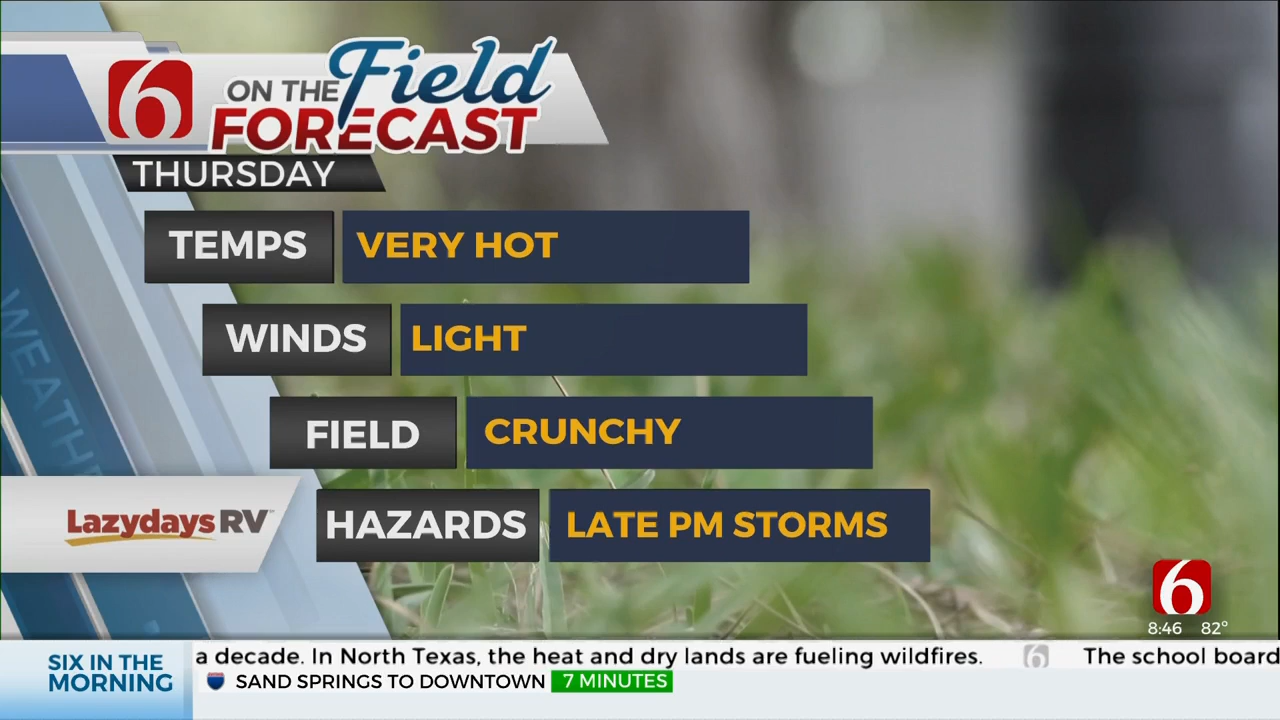 6
ON THE Field
FORECAST
THURSDAY
TEMPS VERY HOT
WINDS LIGHT
FIELD CRUNCHY
HAZARDS LATE PM STORMS
WEATHE
Lazydays RV
6
8:46 82°
SIX IN THE
MORNING
a decade. In North Texas, the heat and dry lands are fueling wildfires. 6 The school board
SAND SPRINGS TO DOWNTOWN 7 MINUTES